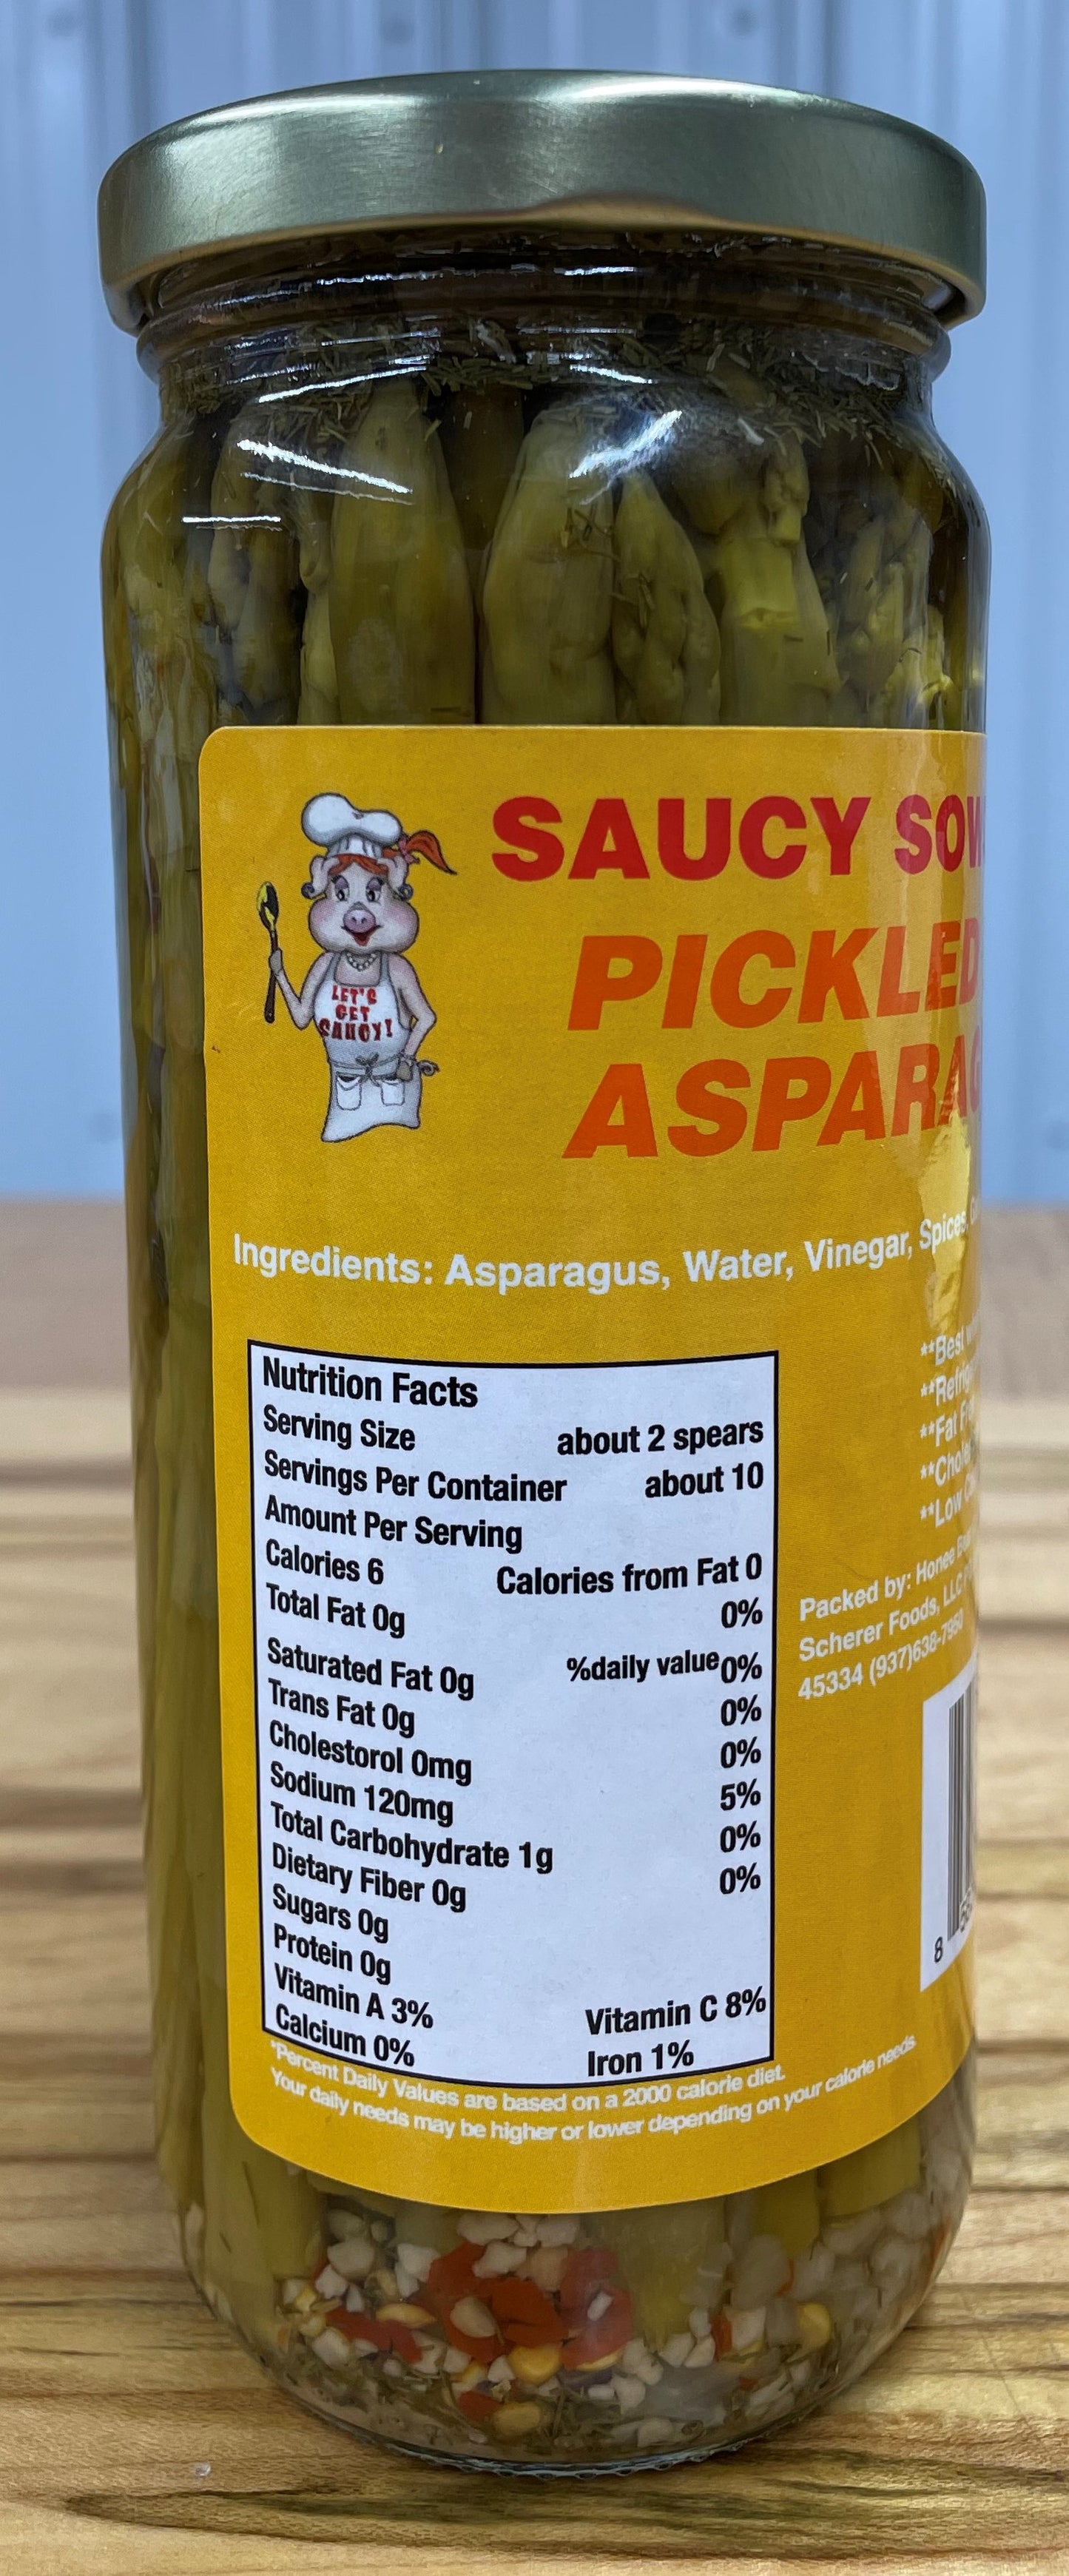 LET'S
GET
SAUCY!
SAUCY
PICKLED
Ingredients: Asparagus, Water, Vinegar, Spices,
Nutrition Facts
Serving Size about 2 spears
Servings Per Container about 10
Amount Per Serving
Calories 6 Calories from Fat 0
Total Fat 0g 0%
Saturated Fat 0g %daily value 0%
Trans Fat 0g 0%
Cholestorol 0mg 0%
Sodium 120mg 5%
Total Carbohydrate 1g 0%
Dietary Fiber 0g 0%
Sugars 0g
Protein 0g
Vitamin A 3% Vitamin C 8%
Calcium 0% Iron 1%
*Percent Daily Values are based on a 2000 calorie diet.
Your daily needs may be higher or lower depending on your calorie needs
**Best
**Fat
**Low
Packed by: Honee
Scherer Foods, LLC
45334 (937)638-7950
8